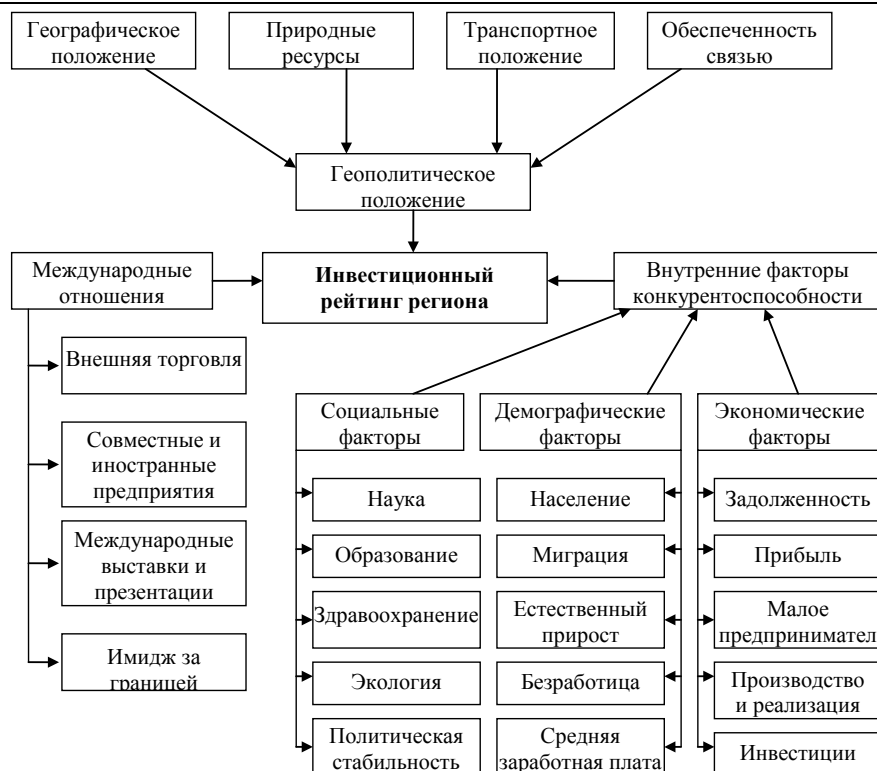 Географическое
положение
Природные
ресурсы
Транспортное
положение
Обеспеченность
связью
Геополитическое
положение
Международные
отношения
Инвестиционный
рейтинг региона
Внутренние факторы
конкурентоспособности
Внешняя торговля
Совместные и
иностранные
предприятия
Международные
выставки и
презентации
Имидж за
границей
Социальные
факторы
Демографические
факторы
Экономические
факторы
Наука
Население
Задолженность
Образование
Миграция
Прибыль
Здравоохранение
Естественный
прирост
Малое
предпринимател
Экология
Безработица
Производство
и реализация
Политическая
стабильность
Средняя
заработная плата
Инвестиции